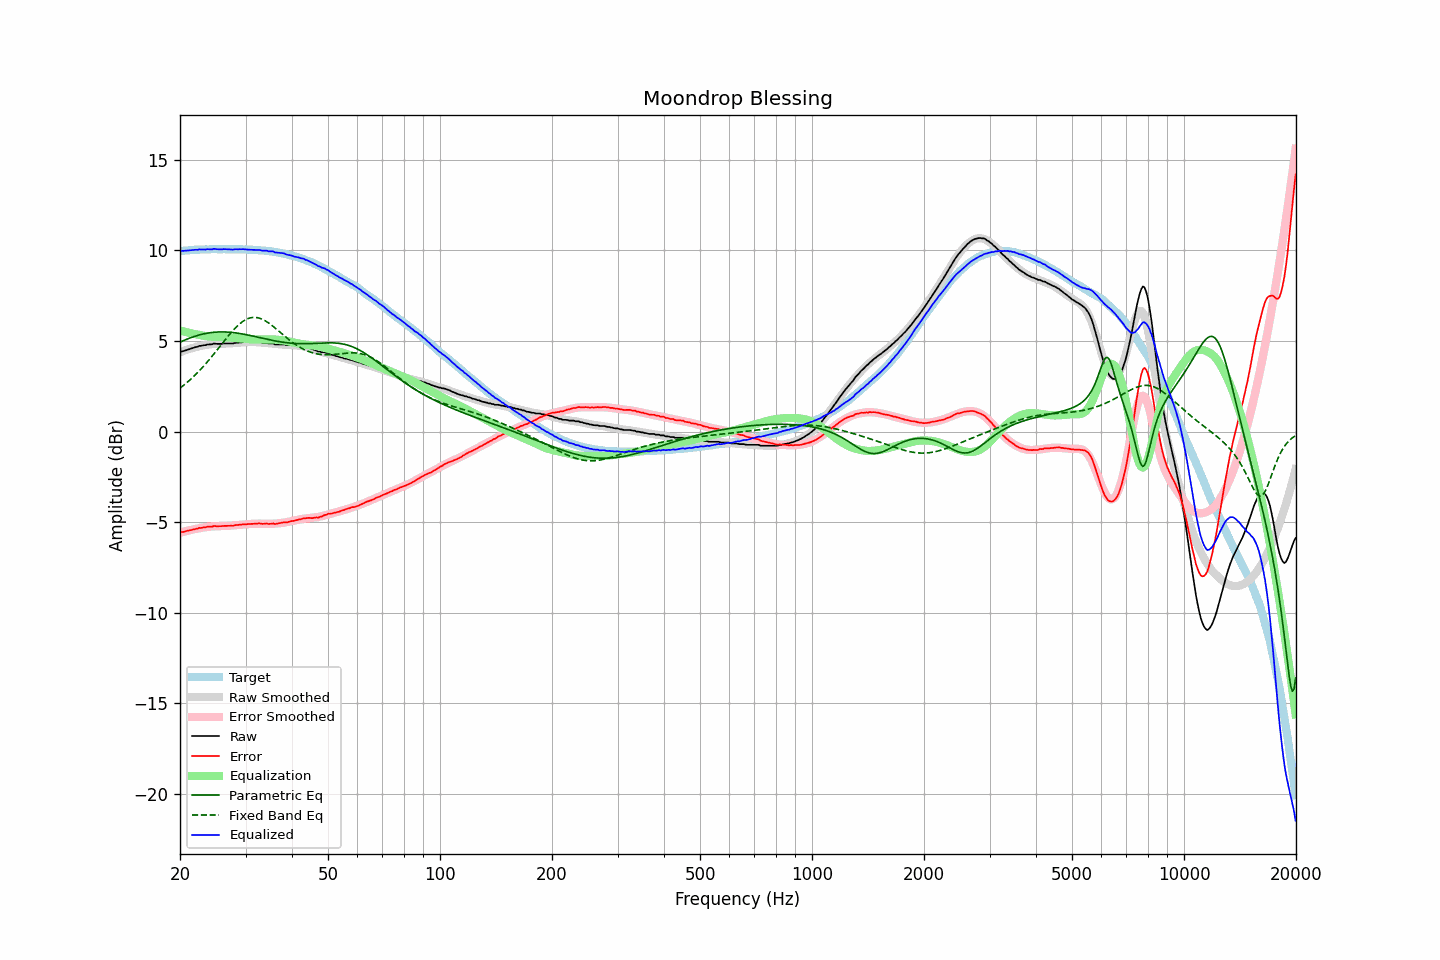 Moondrop Blessing
Amplitude (dBr)
15
10
5
0
−5
−10
−15
−20
Target
Raw Smoothed
Error Smoothed
Raw
Error
Equalization
Parametric Eq
Fixed Band Eq
Equalized
20 50 100 200 500 1000 2000 5000 10000 20000
Frequency (Hz)